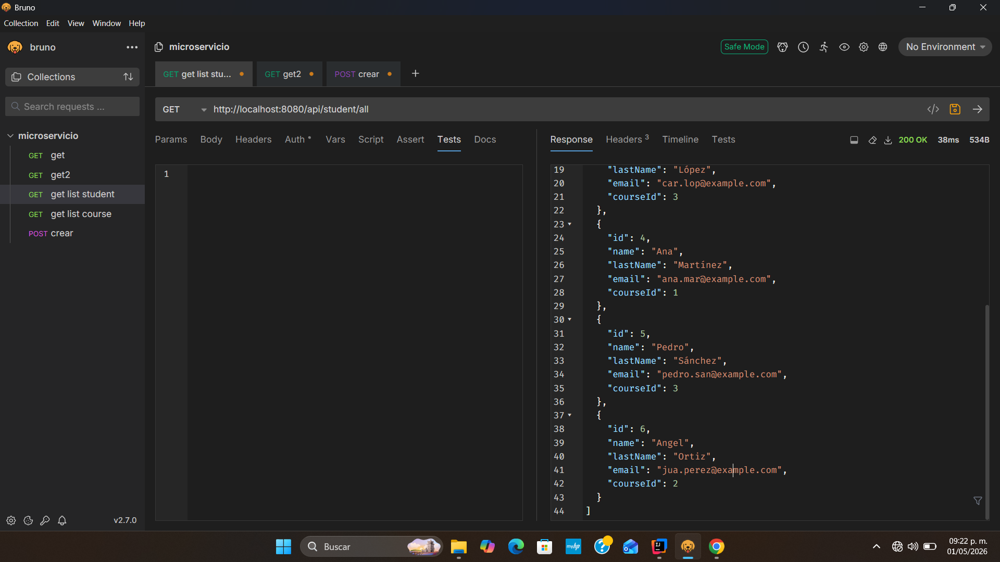 Bruno
Collection Edit View Window Help
bruno
microservicio
Safe Mode
No Environment
Collections
GET get list stu...
GET get2
POST crear
Search requests ...
GET
http://localhost:8080/api/student/all
microservicio
GET get
GET get2
GET get list student
GET get list course
POST crear
Params Body Headers Auth Vars Script Assert Tests Docs
1
Response Headers 3 Timeline Tests
200 OK 38ms 534B
19 "lastName": "López",
20 "email": "car.lop@example.com",
21 "courseId": 3
22 },
23 {
24 "id": 4,
25 "name": "Ana",
26 "lastName": "Martínez",
27 "email": "ana.mar@example.com",
28 "courseId": 1
29 },
30 {
31 "id": 5,
32 "name": "Pedro",
33 "lastName": "Sánchez",
34 "email": "pedro.san@example.com",
35 "courseId": 3
36 },
37 {
38 "id": 6,
39 "name": "Angel",
40 "lastName": "Ortiz",
41 "email": "jua.perez@example.com",
42 "courseId": 2
43 }
44 ]
v2.7.0
Buscar
myhp
IJ
09:22 p. m.
01/05/2026